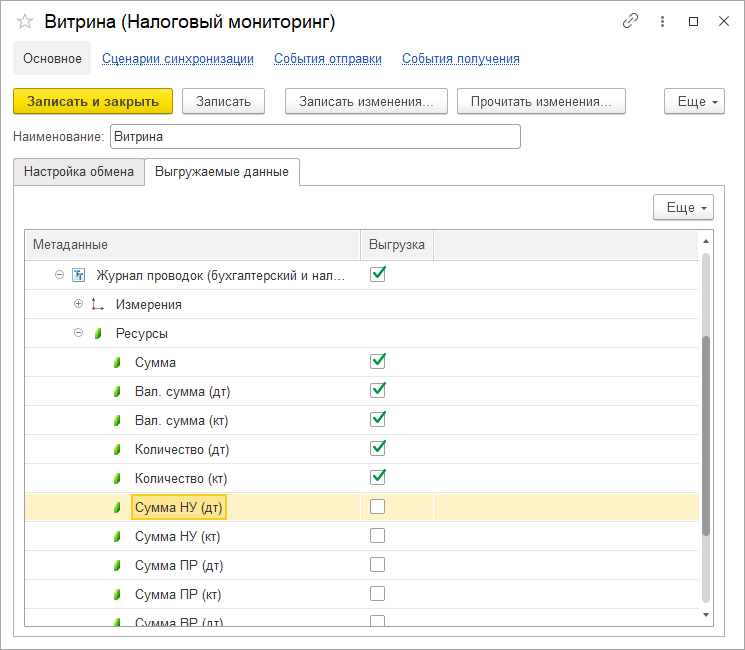 Витрина (Налоговый мониторинг)
Основное Сценарии синхронизации События отправки События получения
Записать и закрыть Записать Записать изменения... Прочитать изменения... Еще
Наименование: Витрина
Настройка обмена Выгружаемые данные
Еще
Метаданные Выгрузка
Журнал проводок (бухгалтерский и нал...
Измерения
Ресурсы
Сумма
Вал. сумма (дт)
Вал. сумма (кт)
Количество (дт)
Количество (кт)
Сумма НУ (дт)
Сумма НУ (кт)
Сумма ПР (дт)
Сумма ПР (кт)
Сумма ВР (дт)